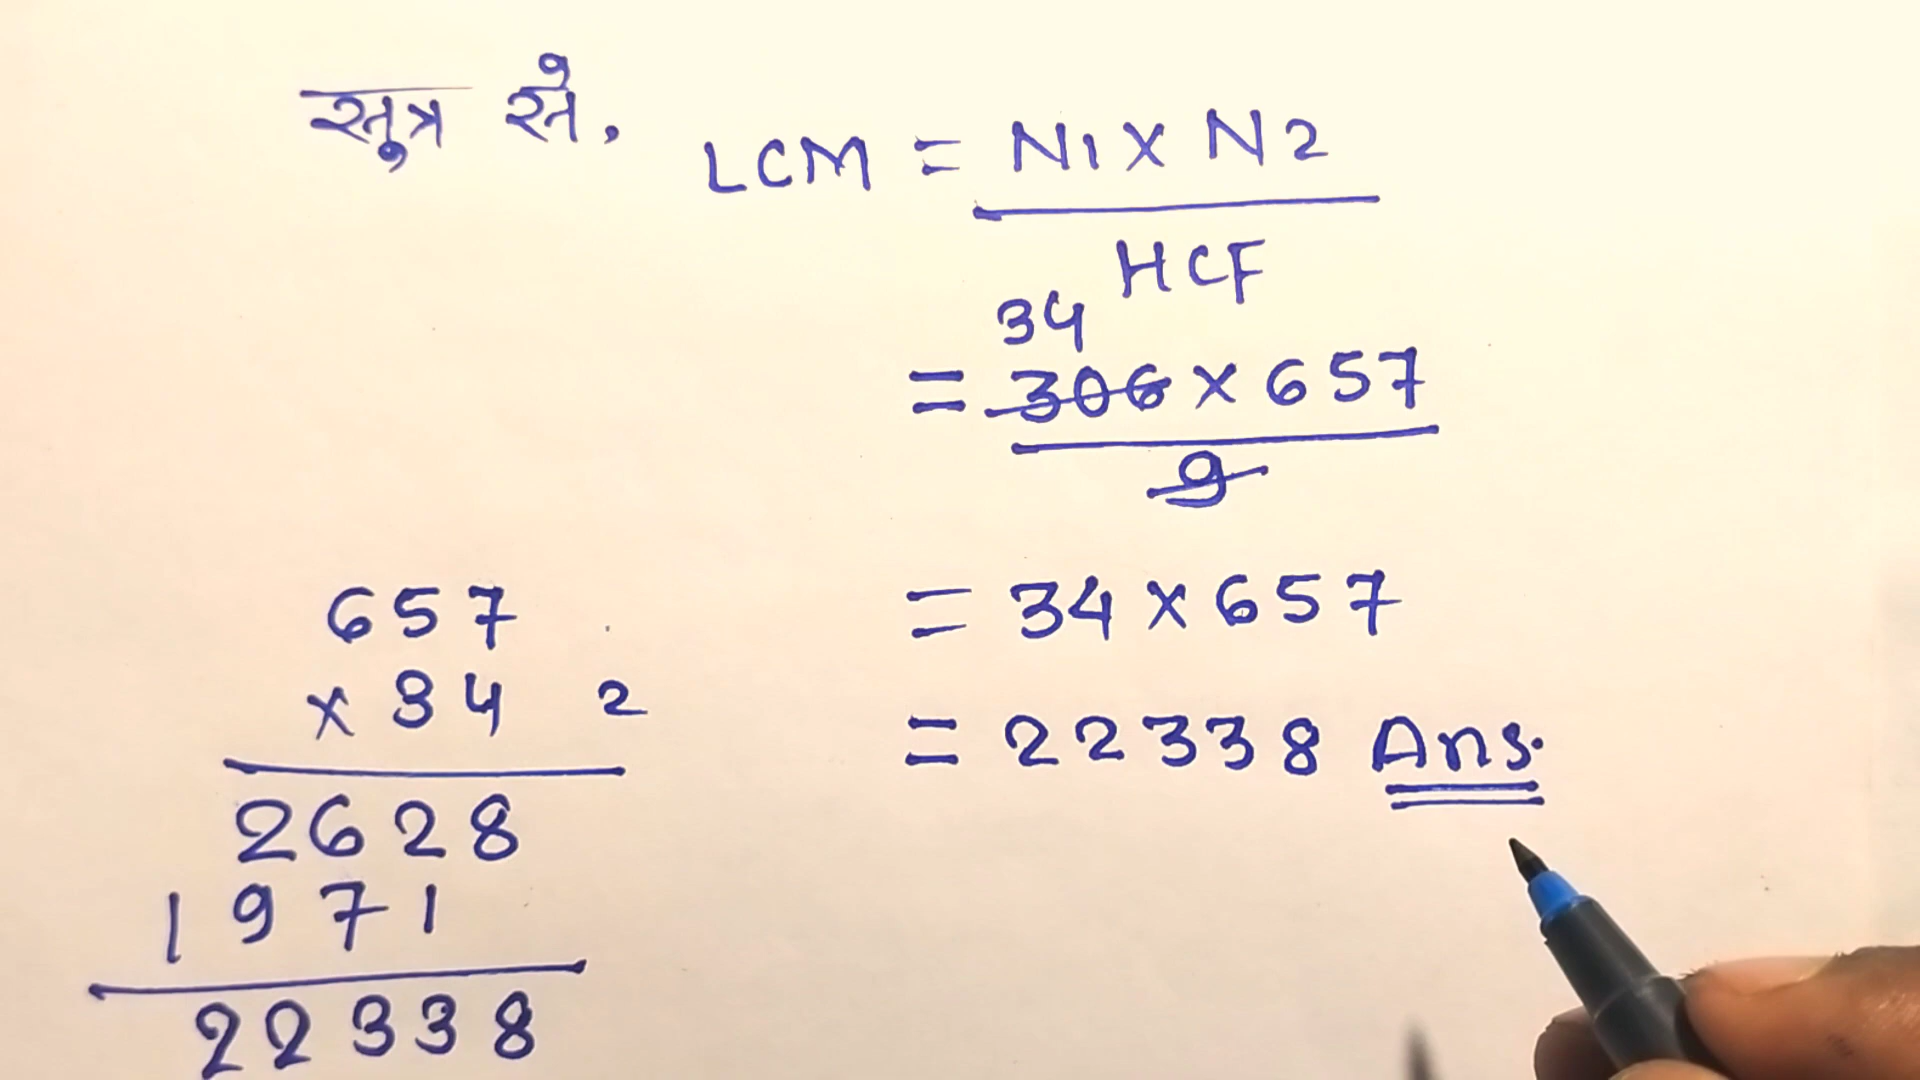 सूत्र से, LCM = N1 × N2
HCF
34
= 306 × 657
9
= 34 × 657
= 22338 Ans.
657
× 34 2
2628
1971
22338